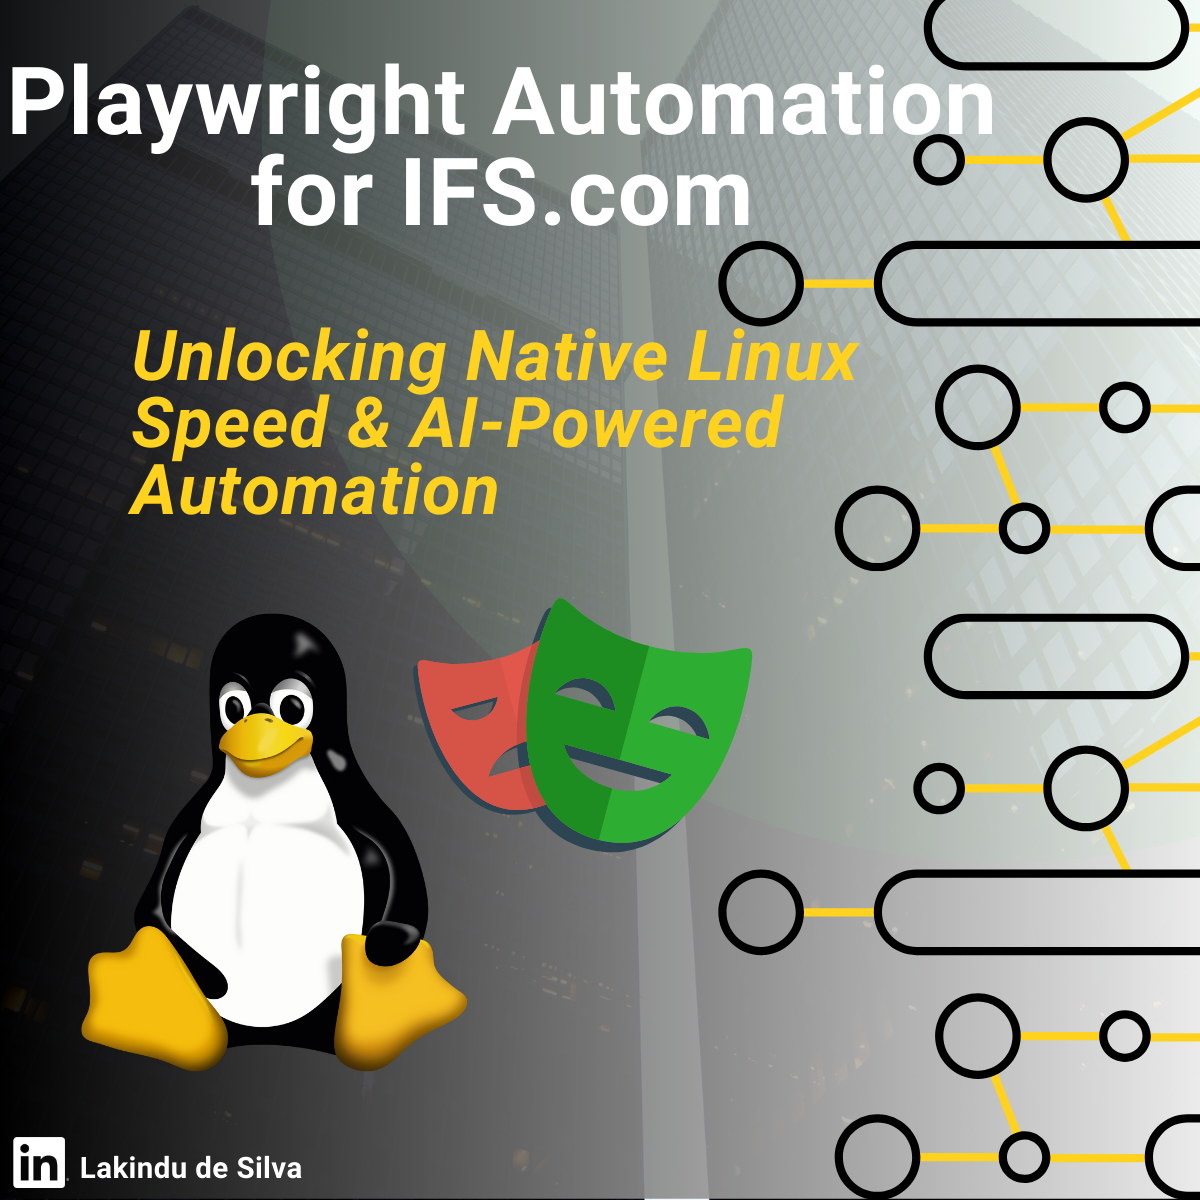 Playwright Automation
for IFS.com
Unlocking Native Linux
Speed & AI-Powered
Automation
in
Lakindu de Silva